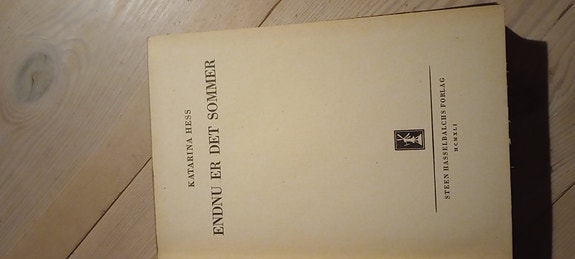 KATARINA HESS
ENDNU ER DET SOMMER
STEEN HASSELBALCHS FORLAG
MCMXLI